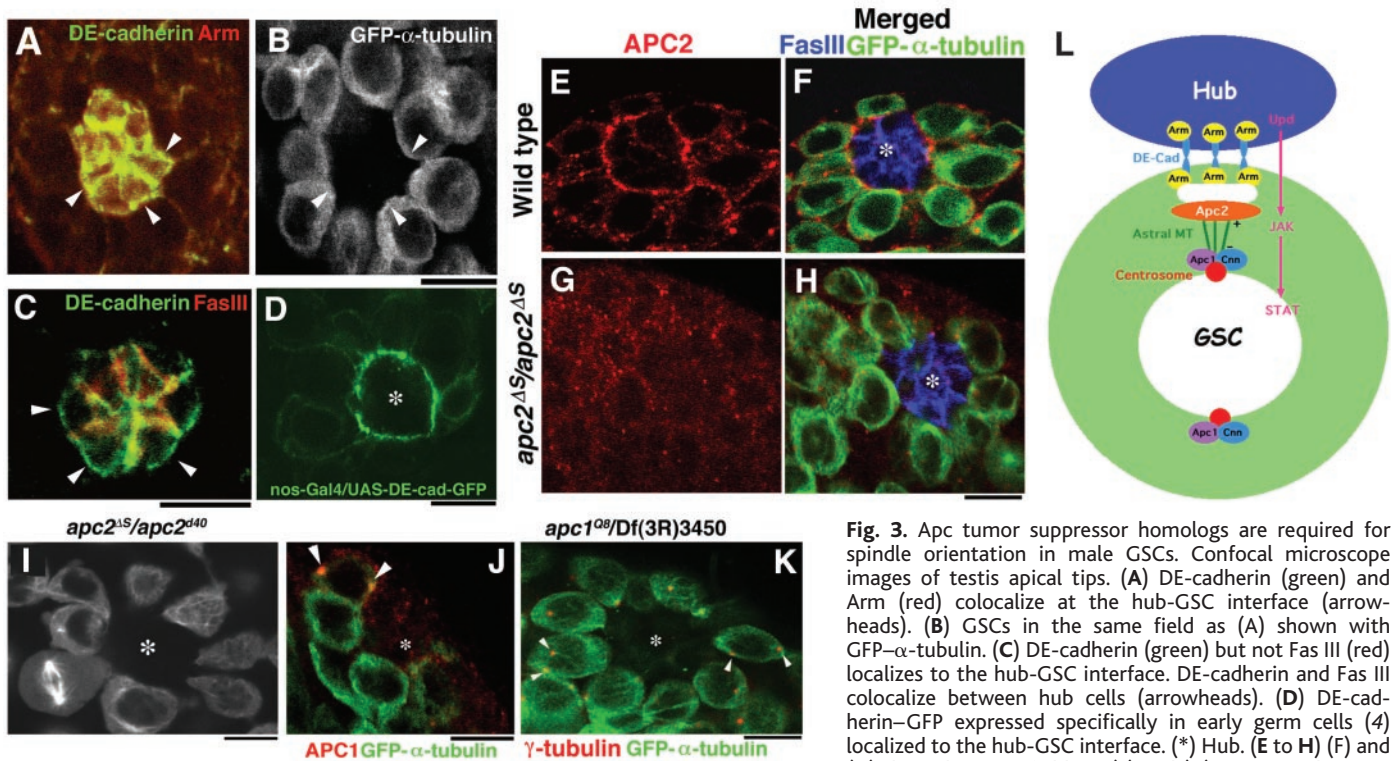 A DE-cadherin Arm
B GFP-α-tubulin
C DE-cadherin FasIII
D
nos-Gal4/UAS-DE-cad-GFP
Wild type
APC2
Merged
FasIII GFP-α-tubulin
E
F
*
apc2ΔS/apc2ΔS
G
H
*
apc2ΔS/apc2d40
I
*
J
*
APC1 GFP-α-tubulin
apc1Q8/Df(3R)3450
K
*
γ-tubulin GFP-α-tubulin
L
Hub
Upd
Arm Arm Arm
DE-Cad
Arm Arm Arm
Apc2
Astral MT
+
JAK
–
Apc1 Cnn
Centrosome
STAT
GSC
Apc1 Cnn
Fig. 3. Apc tumor suppressor homologs are required for
spindle orientation in male GSCs. Confocal microscope
images of testis apical tips. (A) DE-cadherin (green) and
Arm (red) colocalize at the hub-GSC interface (arrow-
heads). (B) GSCs in the same field as (A) shown with
GFP–α-tubulin. (C) DE-cadherin (green) but not Fas III (red)
localizes to the hub-GSC interface. DE-cadherin and Fas III
colocalize between hub cells (arrowheads). (D) DE-cad-
herin–GFP expressed specifically in early germ cells (4)
localized to the hub-GSC interface. (*) Hub. (E to H) (F) and